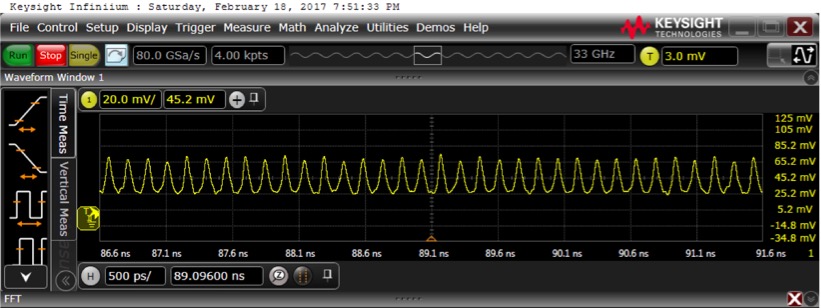 Keysight Infiniium : Saturday, February 18, 2017 7:51:33 PM
File Control Setup Display Trigger Measure Math Analyze Utilities Demos Help
KEYSIGHT
TECHNOLOGIES
Run Stop Single 80.0 GSa/s 4.00 kpts 33 GHz T 3.0 mV
Waveform Window 1
1 20.0 mV/ 45.2 mV
Time Meas
Vertical Meas
125 mV
105 mV
85.2 mV
65.2 mV
45.2 mV
25.2 mV
5.2 mV
-14.8 mV
-34.8 mV
86.6 ns 87.1 ns 87.6 ns 88.1 ns 88.6 ns 89.1 ns 89.6 ns 90.1 ns 90.6 ns 91.1 ns 91.6 ns 1
H 500 ps/ 89.09600 ns
FFT